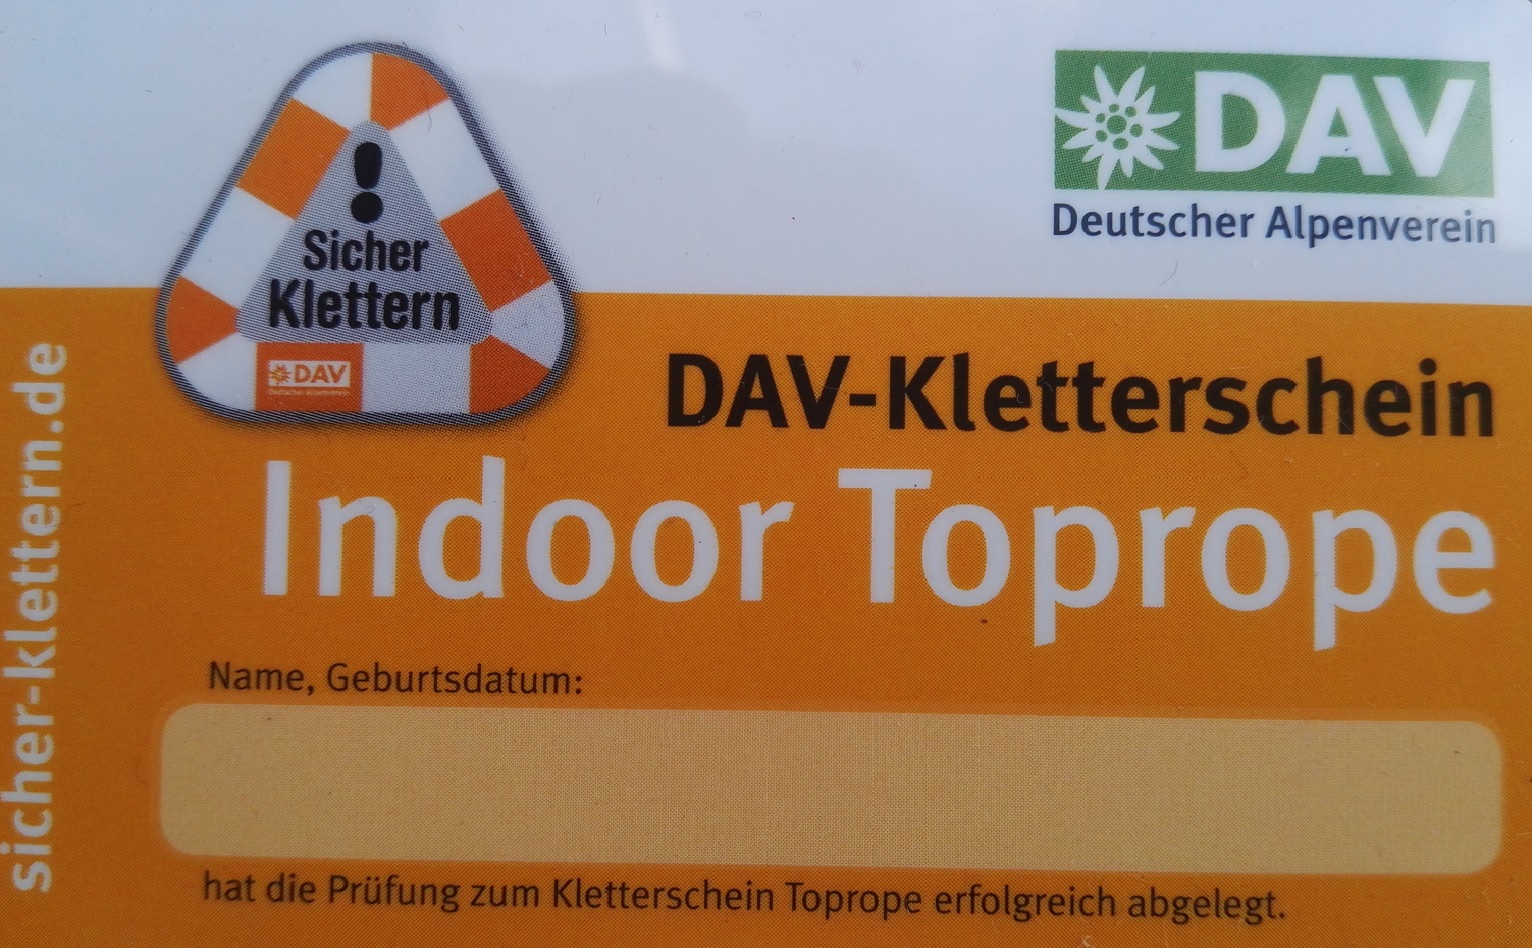 DAV
Deutscher Alpenverein
!
Sicher
Klettern
DAV
Deutscher Alpenverein
DAV-Kletterschein
Indoor Toprope
Name, Geburtsdatum:
hat die Prüfung zum Kletterschein Toprope erfolgreich abgelegt.
sicher-klettern.de